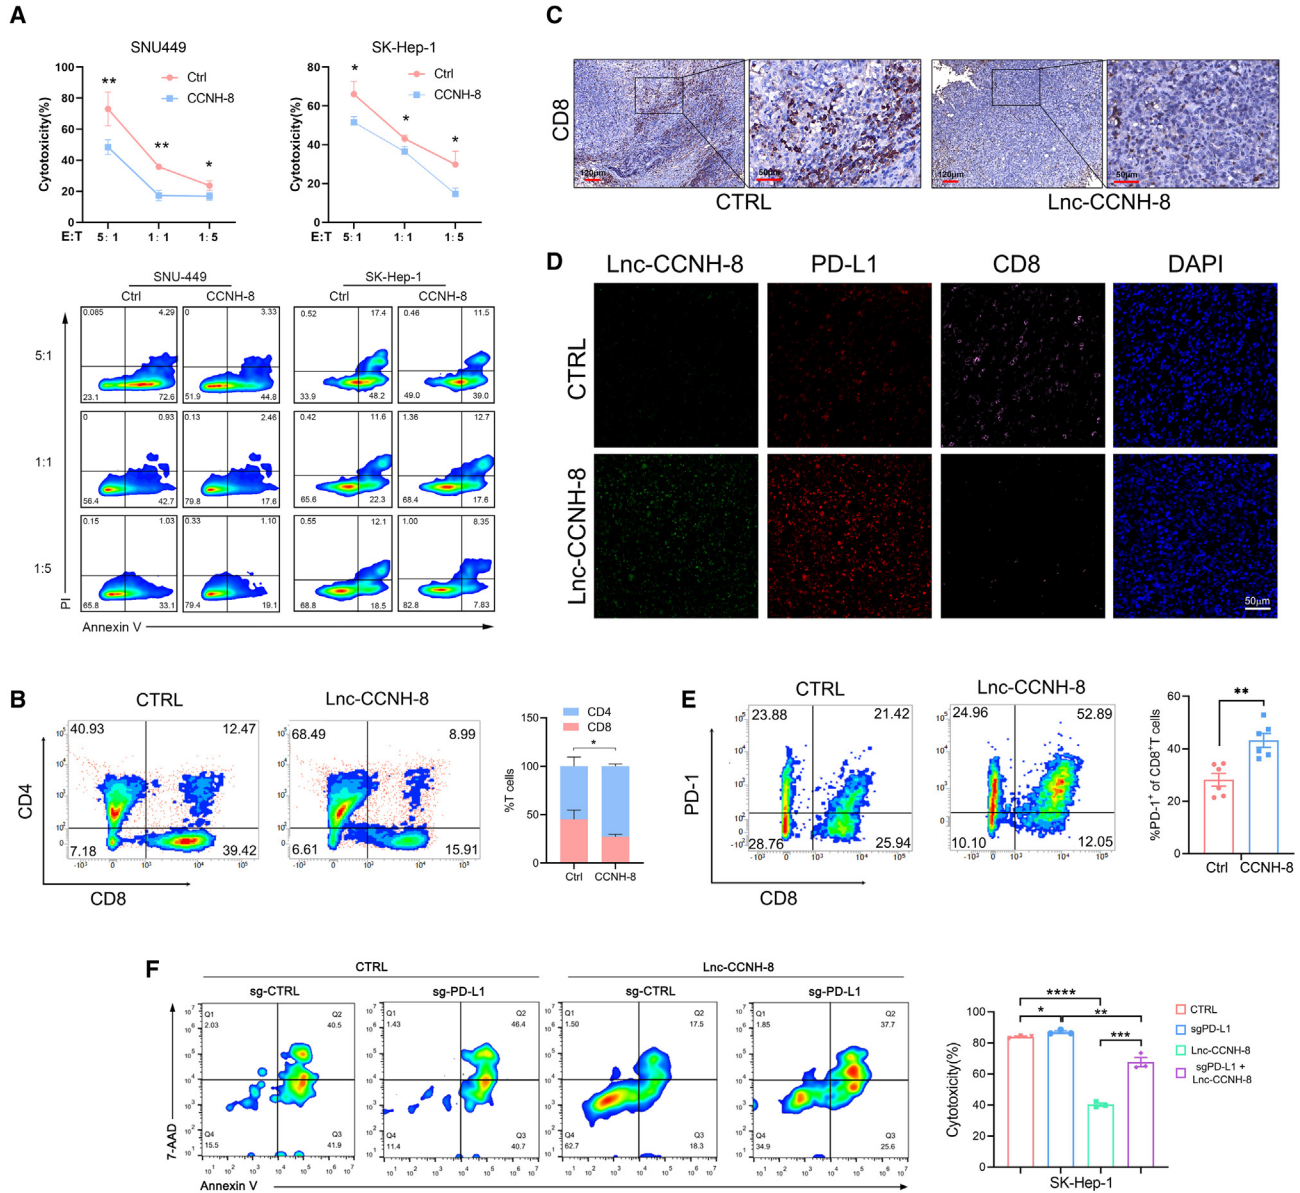 A
SNU449
Cytotoxicity(%)
100
80
60
40
20
0
**
**
*
Ctrl
CCNH-8
E:T
5:1
1:1
1:5
SK-Hep-1
Cytotoxicity(%)
80
60
40
20
0
*
*
*
Ctrl
CCNH-8
5:1
1:1
1:5
SNU-449
SK-Hep-1
Ctrl
CCNH-8
Ctrl
CCNH-8
5:1
0.085 4.29
23.1 72.6
0 3.33
51.9 44.8
0.52 17.4
33.9 48.2
0.46 11.5
49.0 39.0
1:1
0 0.93
56.4 42.7
0.13 2.46
79.8 17.6
0.42 11.6
65.6 22.3
1.36 12.7
68.4 17.6
1:5
0.15 1.03
65.8 33.1
0.33 1.10
79.4 19.1
0.55 12.1
68.8 18.5
1.00 8.35
82.8 7.83
PI
Annexin V
C
CD8
120μm
50μm
120μm
50μm
CTRL
Lnc-CCNH-8
D
Lnc-CCNH-8
PD-L1
CD8
DAPI
CTRL
Lnc-CCNH-8
50μm
B
CTRL
Lnc-CCNH-8
CD4
40.93 12.47
7.18 39.42
68.49 8.99
6.61 15.91
CD8
CD4
CD8
*
%T cells
150
100
50
0
Ctrl
CCNH-8
E
CTRL
Lnc-CCNH-8
PD-1
23.88 21.42
28.76 25.94
24.96 52.89
10.10 12.05
CD8
%PD-1⁺ of CD8⁺T cells
60
40
20
0
**
Ctrl
CCNH-8
F
CTRL
Lnc-CCNH-8
sg-CTRL
sg-PD-L1
sg-CTRL
sg-PD-L1
7-AAD
Q1 Q2
2.03 40.5
Q4 Q3
15.5 41.9
Q1 Q2
1.43 46.4
Q4 Q3
11.4 40.7
Q1 Q2
1.50 17.5
Q4 Q3
62.7 18.3
Q1 Q2
1.85 37.7
Q4 Q3
34.9 25.6
Annexin V
Cytotoxicity(%)
100
80
60
40
20
0
****
*
**
***
SK-Hep-1
CTRL
sgPD-L1
Lnc-CCNH-8
sgPD-L1 +
Lnc-CCNH-8